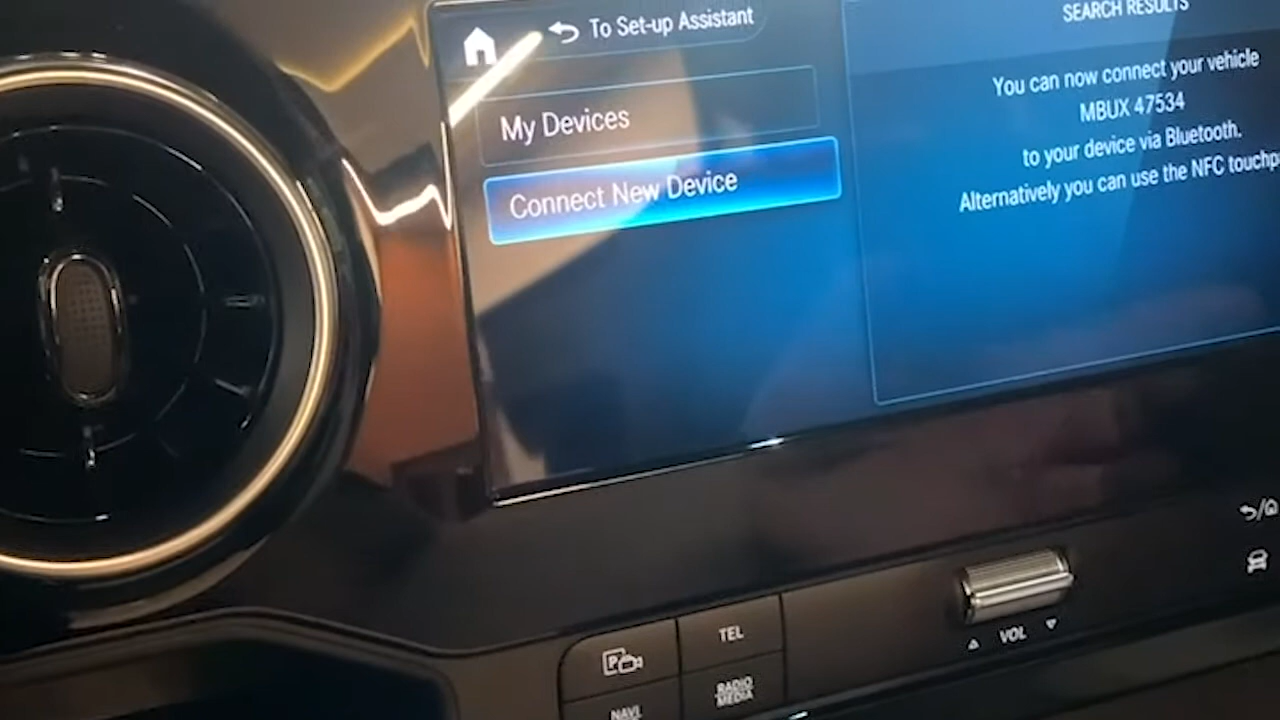 To Set-up Assistant
My Devices
Connect New Device
SEARCH RESULTS
You can now connect your vehicle
MBUX 47534
to your device via Bluetooth.
Alternatively you can use the NFC
TEL
NAVI
RADIO
MEDIA
VOL
P